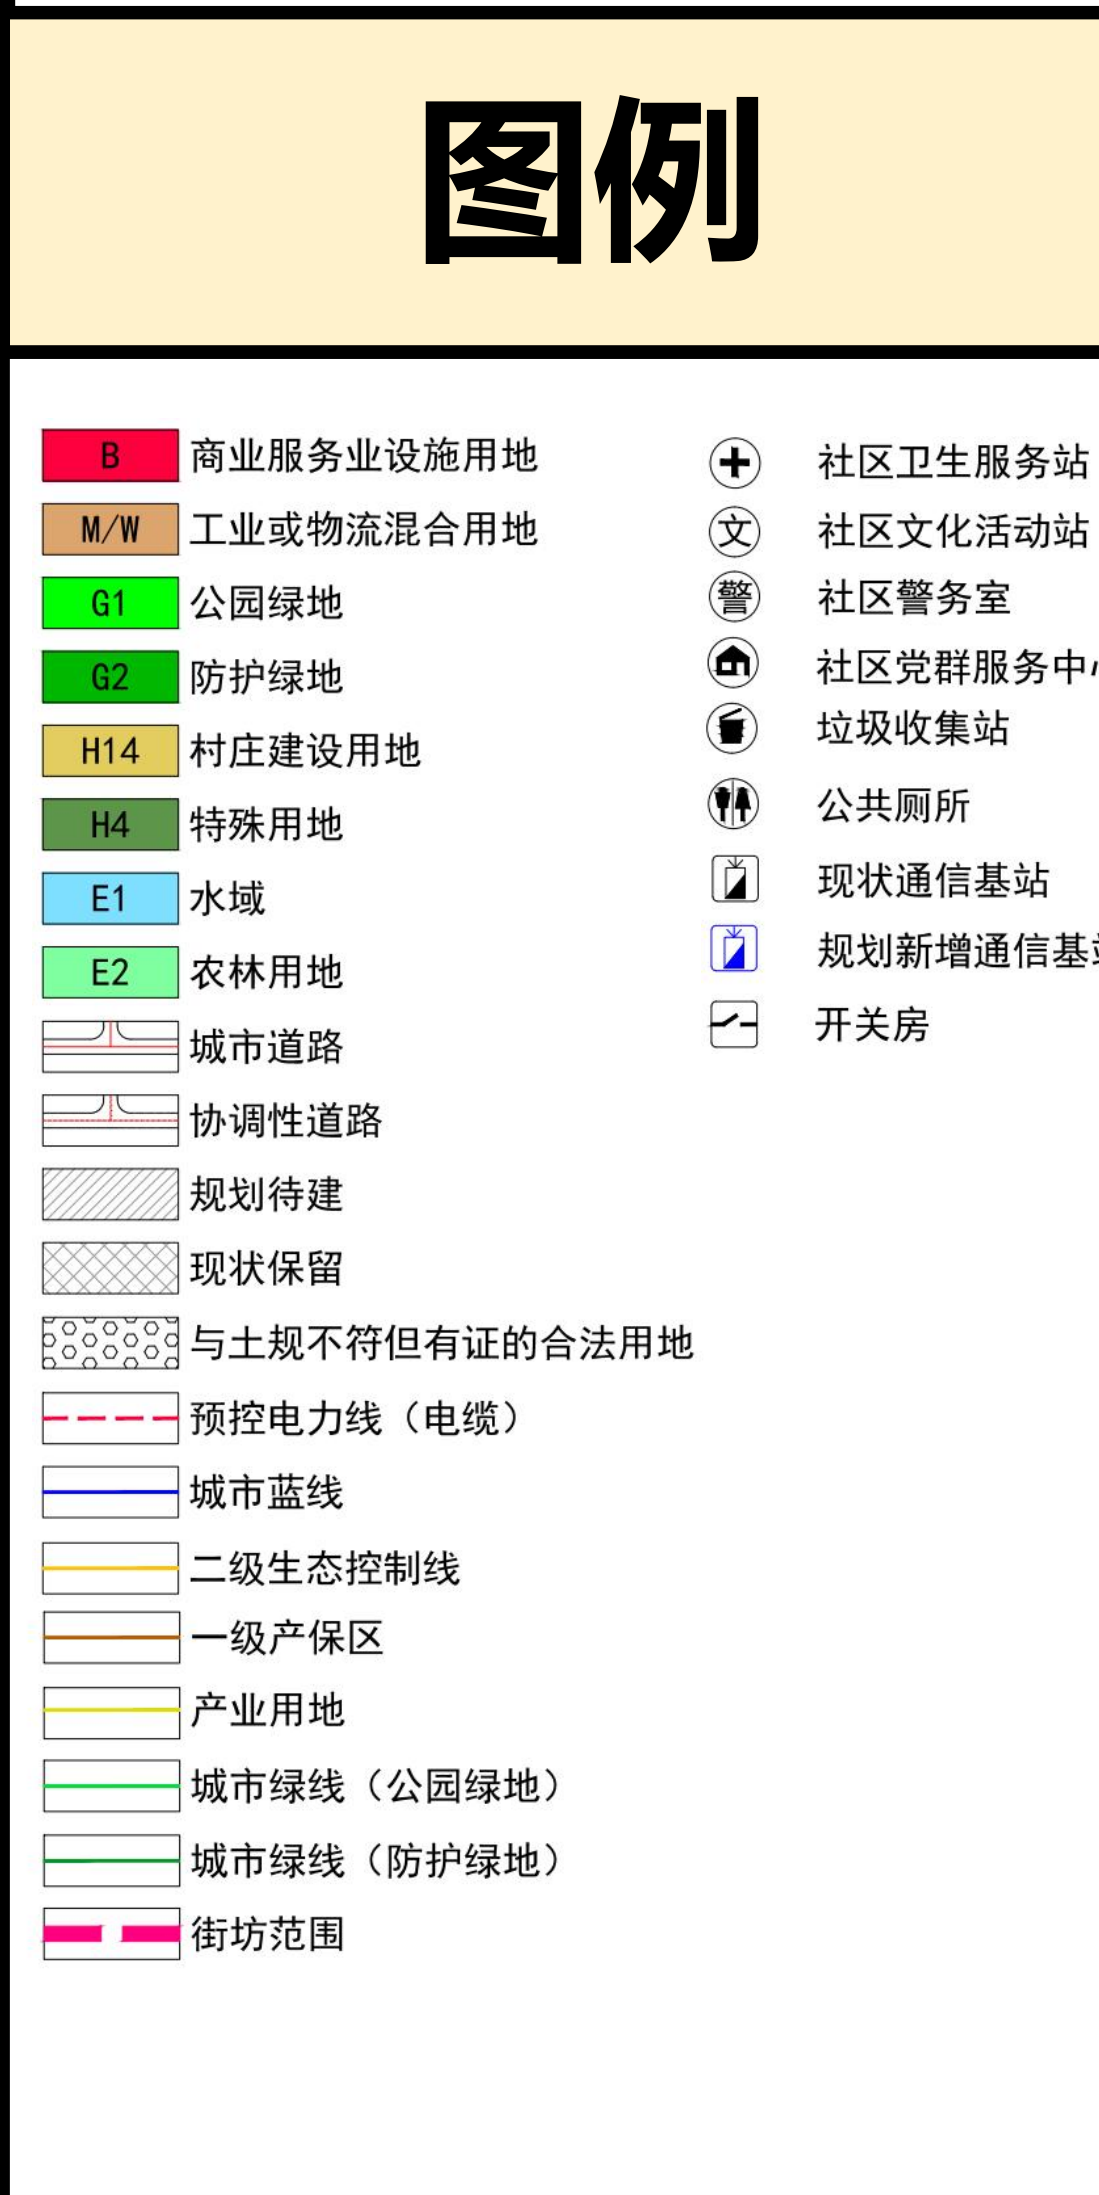 图例
B 商业服务业设施用地
M/W 工业或物流混合用地
G1 公园绿地
G2 防护绿地
H14 村庄建设用地
H4 特殊用地
E1 水域
E2 农林用地
城市道路
协调性道路
规划待建
现状保留
与土规不符但有证的合法用地
预控电力线（电缆）
城市蓝线
二级生态控制线
一级产保区
产业用地
城市绿线（公园绿地）
城市绿线（防护绿地）
街坊范围
社区卫生服务站
文 社区文化活动站
警 社区警务室
社区党群服务中
垃圾收集站
公共厕所
现状通信基站
规划新增通信基
开关房